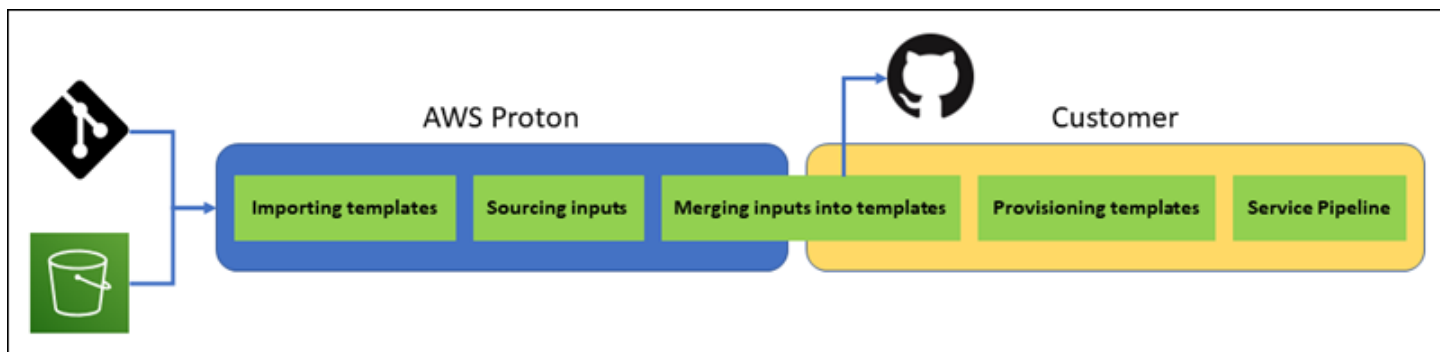 AWS Proton
Customer
Importing templates
Sourcing inputs
Merging inputs into templates
Provisioning templates
Service Pipeline